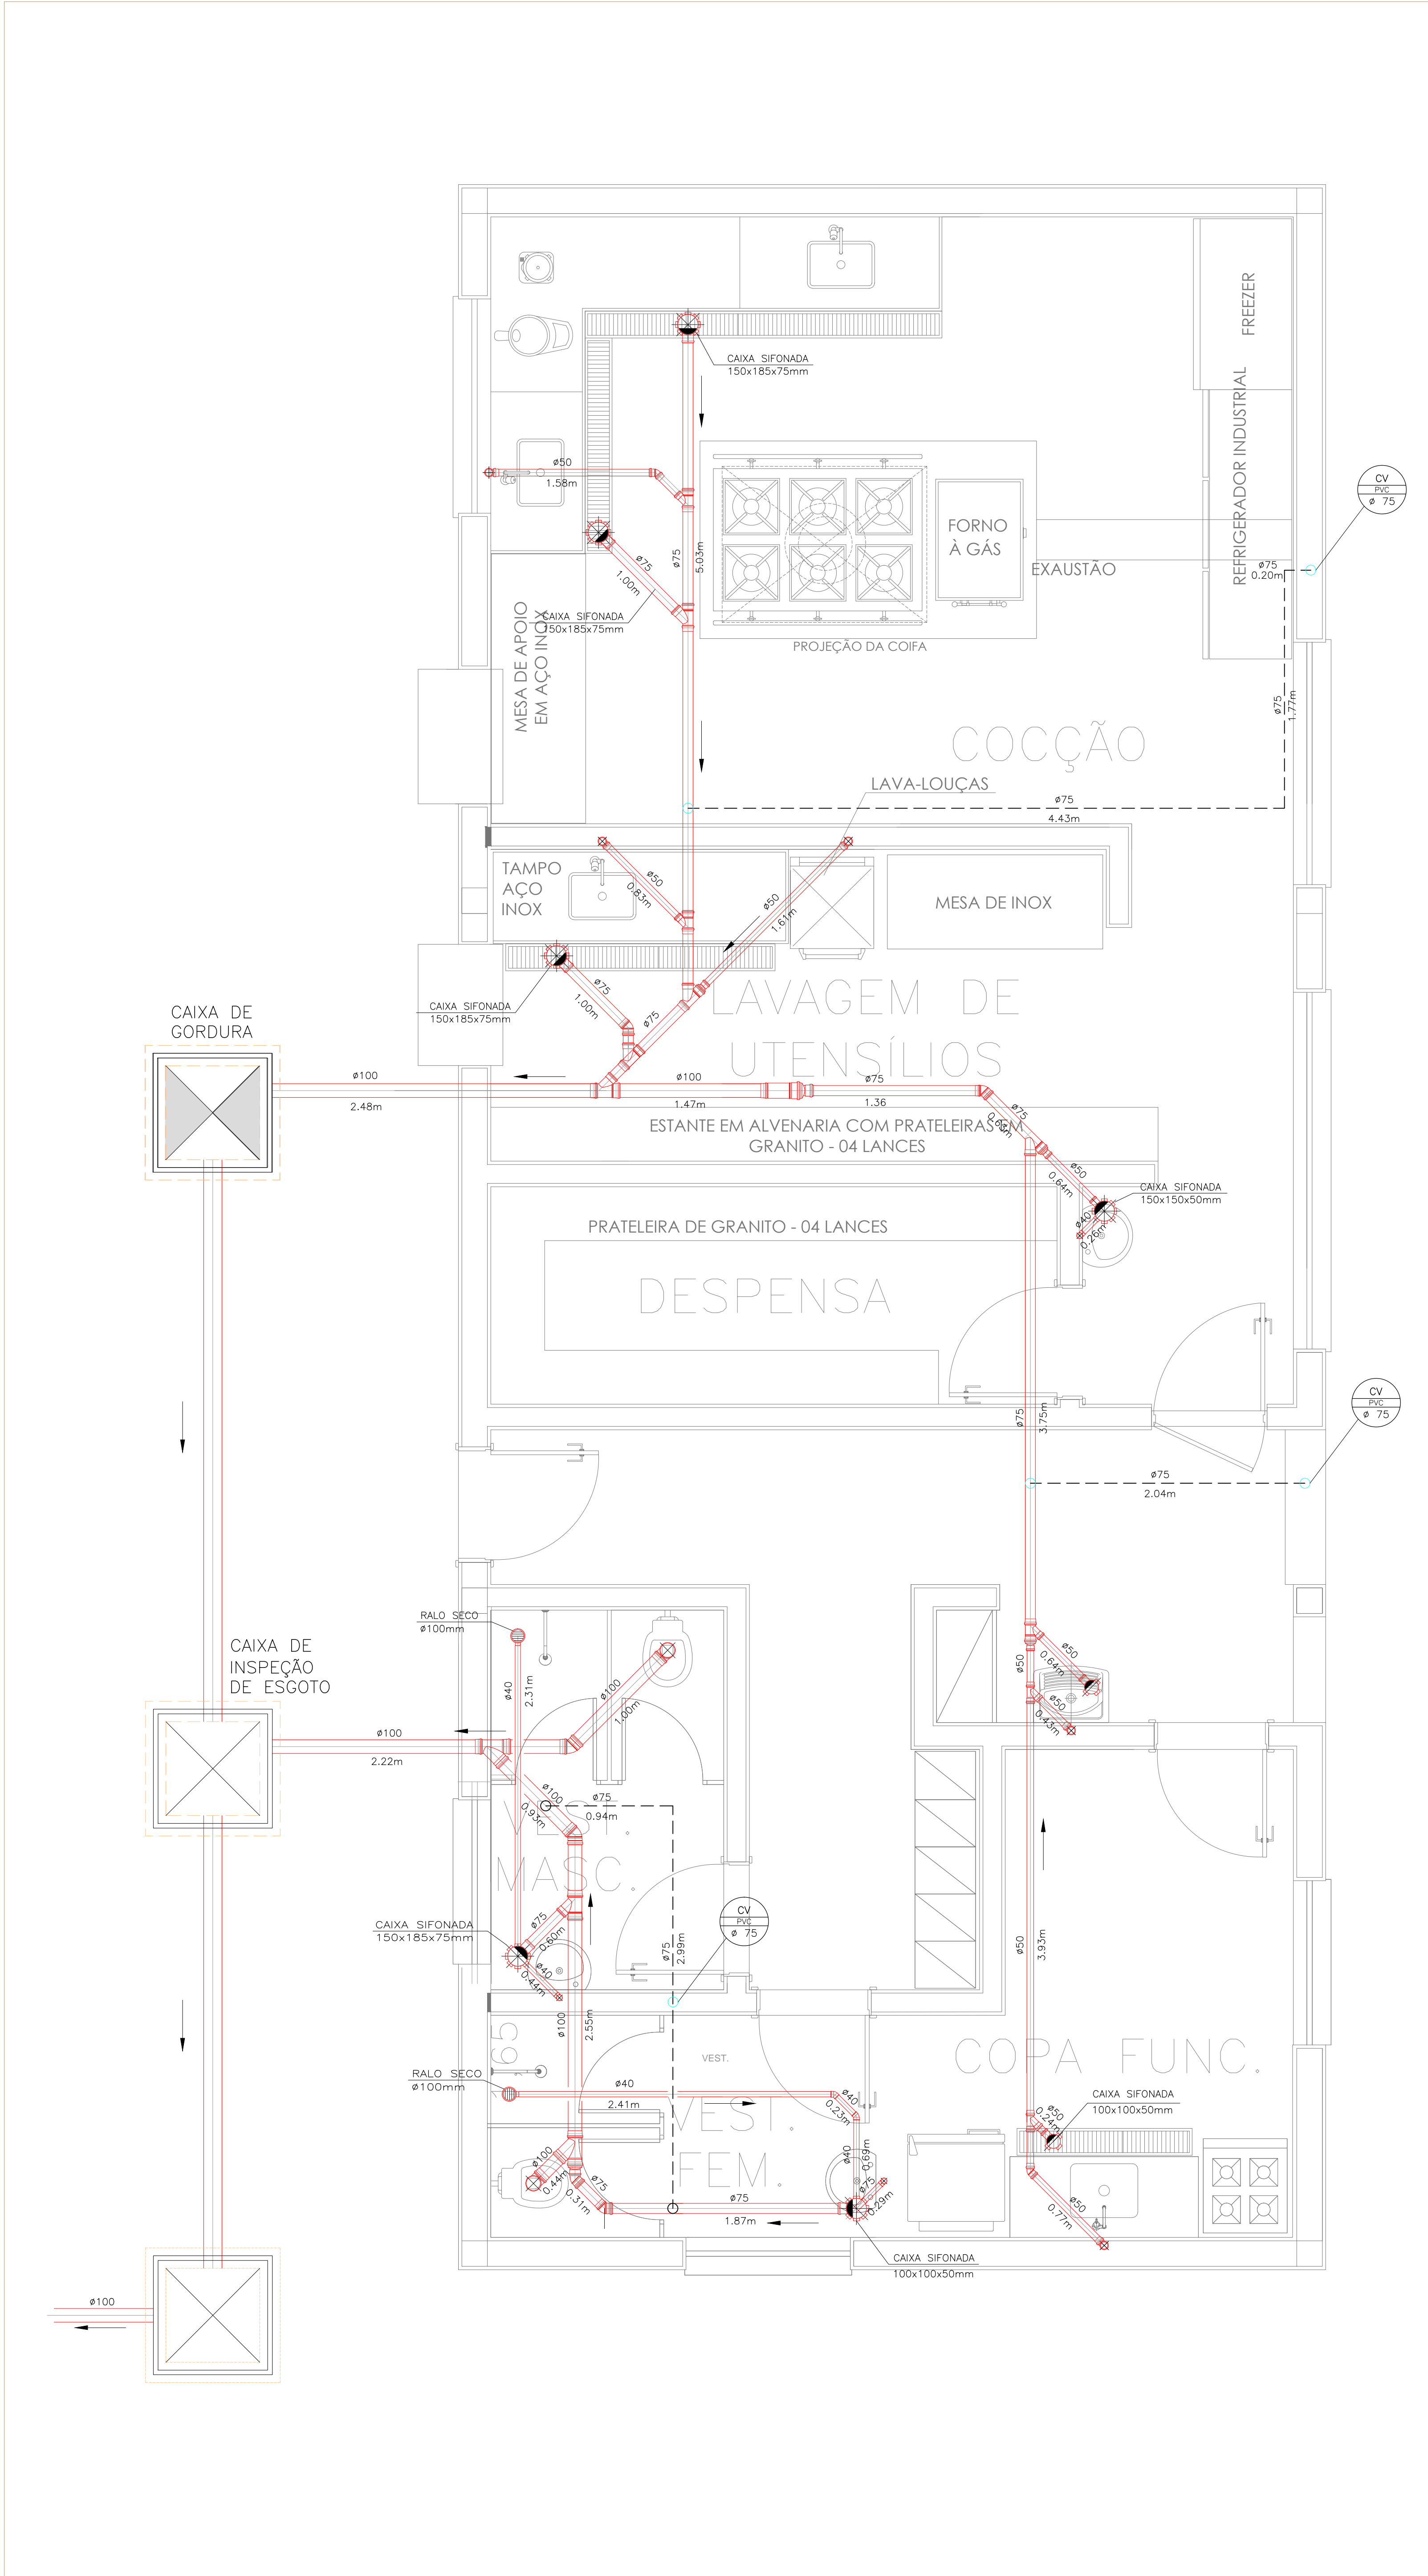 FREEZER
CAIXA SIFONADA
150x185x75mm
REFRIGERADOR INDUSTRIAL
ø50
1.58m
CV
PVC
ø 75
FORNO
À GÁS
ø75
5.03m
ø75
1.00m
EXAUSTÃO
ø75
0.20m
CAIXA SIFONADA
150x185x75mm
MESA DE APOIO
EM AÇO INOX
PROJEÇÃO DA COIFA
ø75
1.77m
COCÇÃO
LAVA-LOUÇAS
ø75
4.43m
TAMPO
AÇO
INOX
ø50
0.83m
ø50
1.61m
MESA DE INOX
CAIXA SIFONADA
150x185x75mm
ø75
1.00m
ø75
LAVAGEM DE
UTENSÍLIOS
CAIXA DE
GORDURA
ø100
2.48m
ø100
1.47m
ø75
1.36
ø75
0.63m
ESTANTE EM ALVENARIA COM PRATELEIRAS EM
GRANITO - 04 LANCES
ø50
0.64m
CAIXA SIFONADA
150x150x50mm
ø40
0.26m
PRATELEIRA DE GRANITO - 04 LANCES
DESPENSA
CV
PVC
ø 75
ø75
3.75m
ø75
2.04m
RALO SECO
ø100mm
CAIXA DE
INSPEÇÃO
DE ESGOTO
ø40
2.31m
ø100
1.00m
ø50
ø50
0.64m
ø50
0.43m
ø100
2.22m
ø100
0.93m
ø75
0.94m
VEST.
MASC.
CV
PVC
ø 75
CAIXA SIFONADA
150x185x75mm
ø75
0.60m
ø40
0.44m
ø75
2.99m
ø50
3.93m
ø100
2.55m
VEST.
COPA FUNC.
RALO SECO
ø100mm
ø40
2.41m
ø40
0.23m
VEST.
FEM.
CAIXA SIFONADA
100x100x50mm
ø50
0.24m
ø40
0.69m
ø100
0.44m
ø75
0.31m
ø75
1.87m
ø75
0.29m
ø50
0.77m
CAIXA SIFONADA
100x100x50mm
ø100